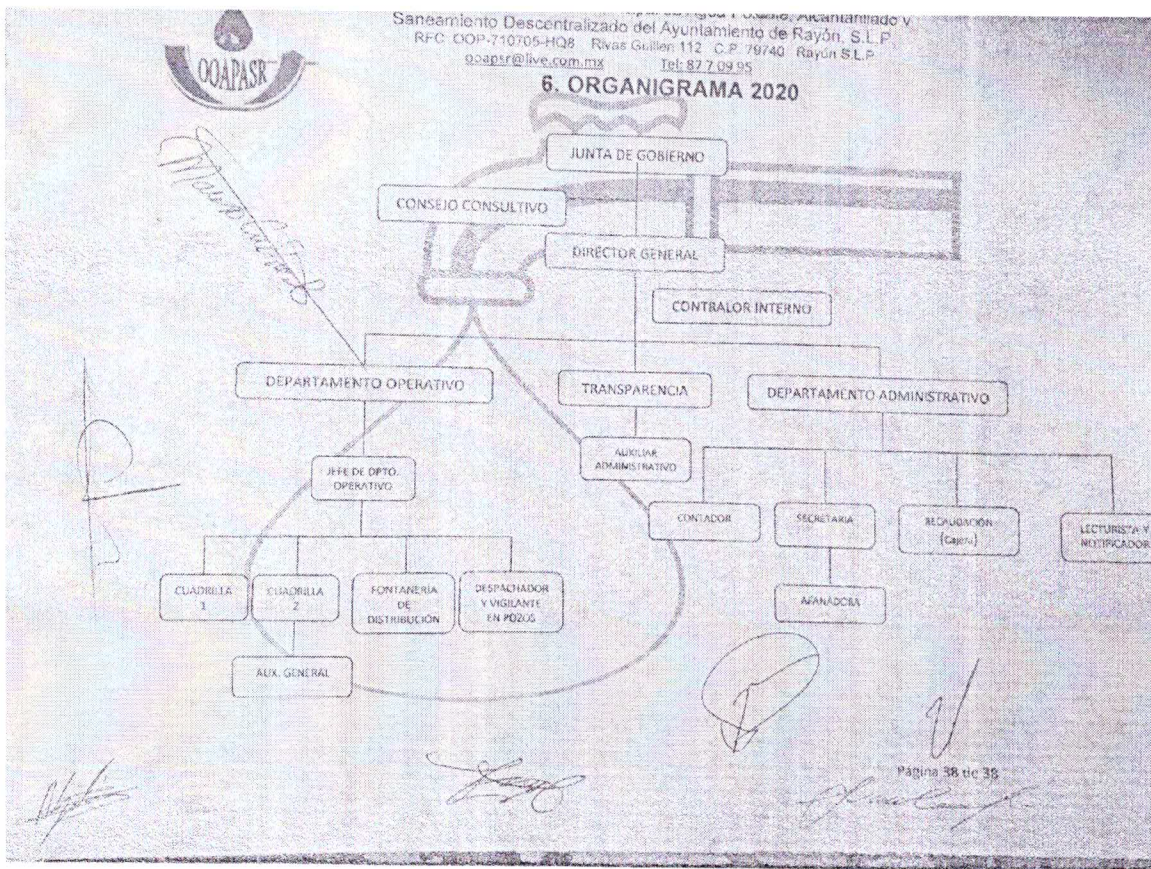 Saneamiento Descentralizado del Ayuntamiento de Rayón, S.L.P.
RFC OOP-710705-HQ8 Rivas Guillen 112 C.P. 79740 Rayón S.L.P
ooapsr@live.com.mx Tel: 87 7 09 95
OOAPASR
6. ORGANIGRAMA 2020
JUNTA DE GOBIERNO
CONSEJO CONSULTIVO
DIRECTOR GENERAL
CONTRALOR INTERNO
DEPARTAMENTO OPERATIVO
TRANSPARENCIA
DEPARTAMENTO ADMINISTRATIVO
JEFE DE DPTO.
OPERATIVO
AUXILIAR
ADMINISTRATIVO
CONTADOR
SECRETARIA
RECAUDACIÓN
(Cajera)
LECTURISTA Y
NOTIFICADOR
CUADRILLA
1
CUADRILLA
2
FONTANERIA
DE
DISTRIBUCIÓN
DESPACHADOR
Y VIGILANTE
EN POZOS
AFANADORA
AUX. GENERAL
Página 38 de 38